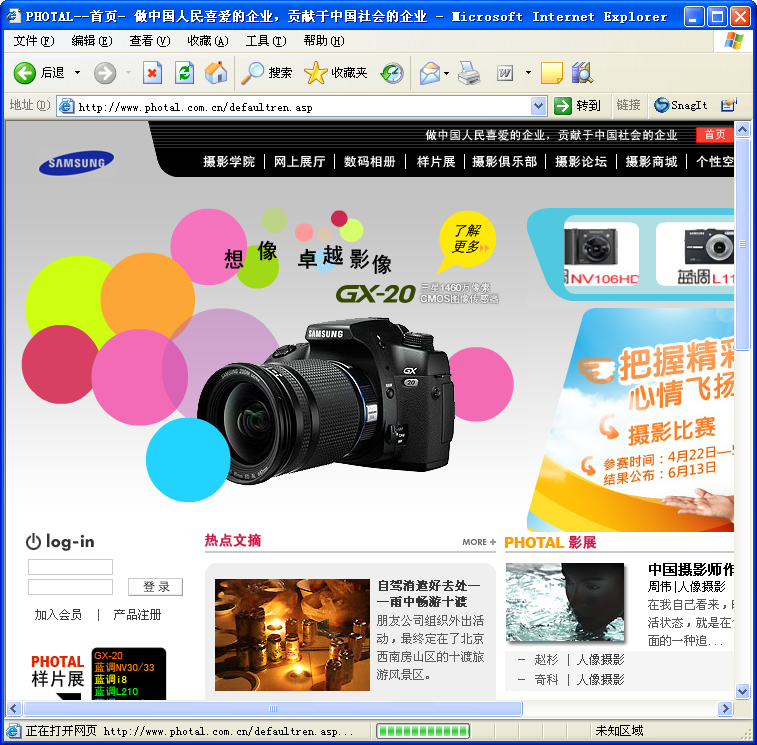 PHOTAL--首页- 做中国人民喜爱的企业，贡献于中国社会的企业 - Microsoft Internet Explorer
文件(F) 编辑(E) 查看(V) 收藏(A) 工具(T) 帮助(H)
后退 搜索 收藏夹 W
地址(D) http://www.photal.com.cn/defaultren.asp 转到 链接 SnagIt
做中国人民喜爱的企业，贡献于中国社会的企业 首页
SAMSUNG
摄影学院 网上展厅 数码相册 样片展 摄影俱乐部 摄影论坛 摄影商城 个性空
想像 卓越影像
了解
更多
GX-20 三星1460万像素
CMOS图像传感器
NV106HD 蓝调L11
SAMSUNG
GX
20
把握精彩
心情飞扬
摄影比赛
参赛时间：4月22日—
结果公布：6月13日
log-in
登 录
加入会员 | 产品注册
PHOTAL
样片展
GX-20
蓝调NV30/33
蓝调i8
蓝调L210
热点文摘 MORE +
自驾消遣好去处—
—雨中畅游十渡
朋友公司组织外出活
动，最终定在了北京
西南房山区的十渡旅
游风景区。
PHOTAL 影展
中国摄影师作
周伟|人像摄影
在我自己看来，
活状态，就是在
面的一种追...
— 赵杉 | 人像摄影
— 奇科 | 人像摄影
正在打开网页 http://www.photal.com.cn/defaultren.asp... 未知区域